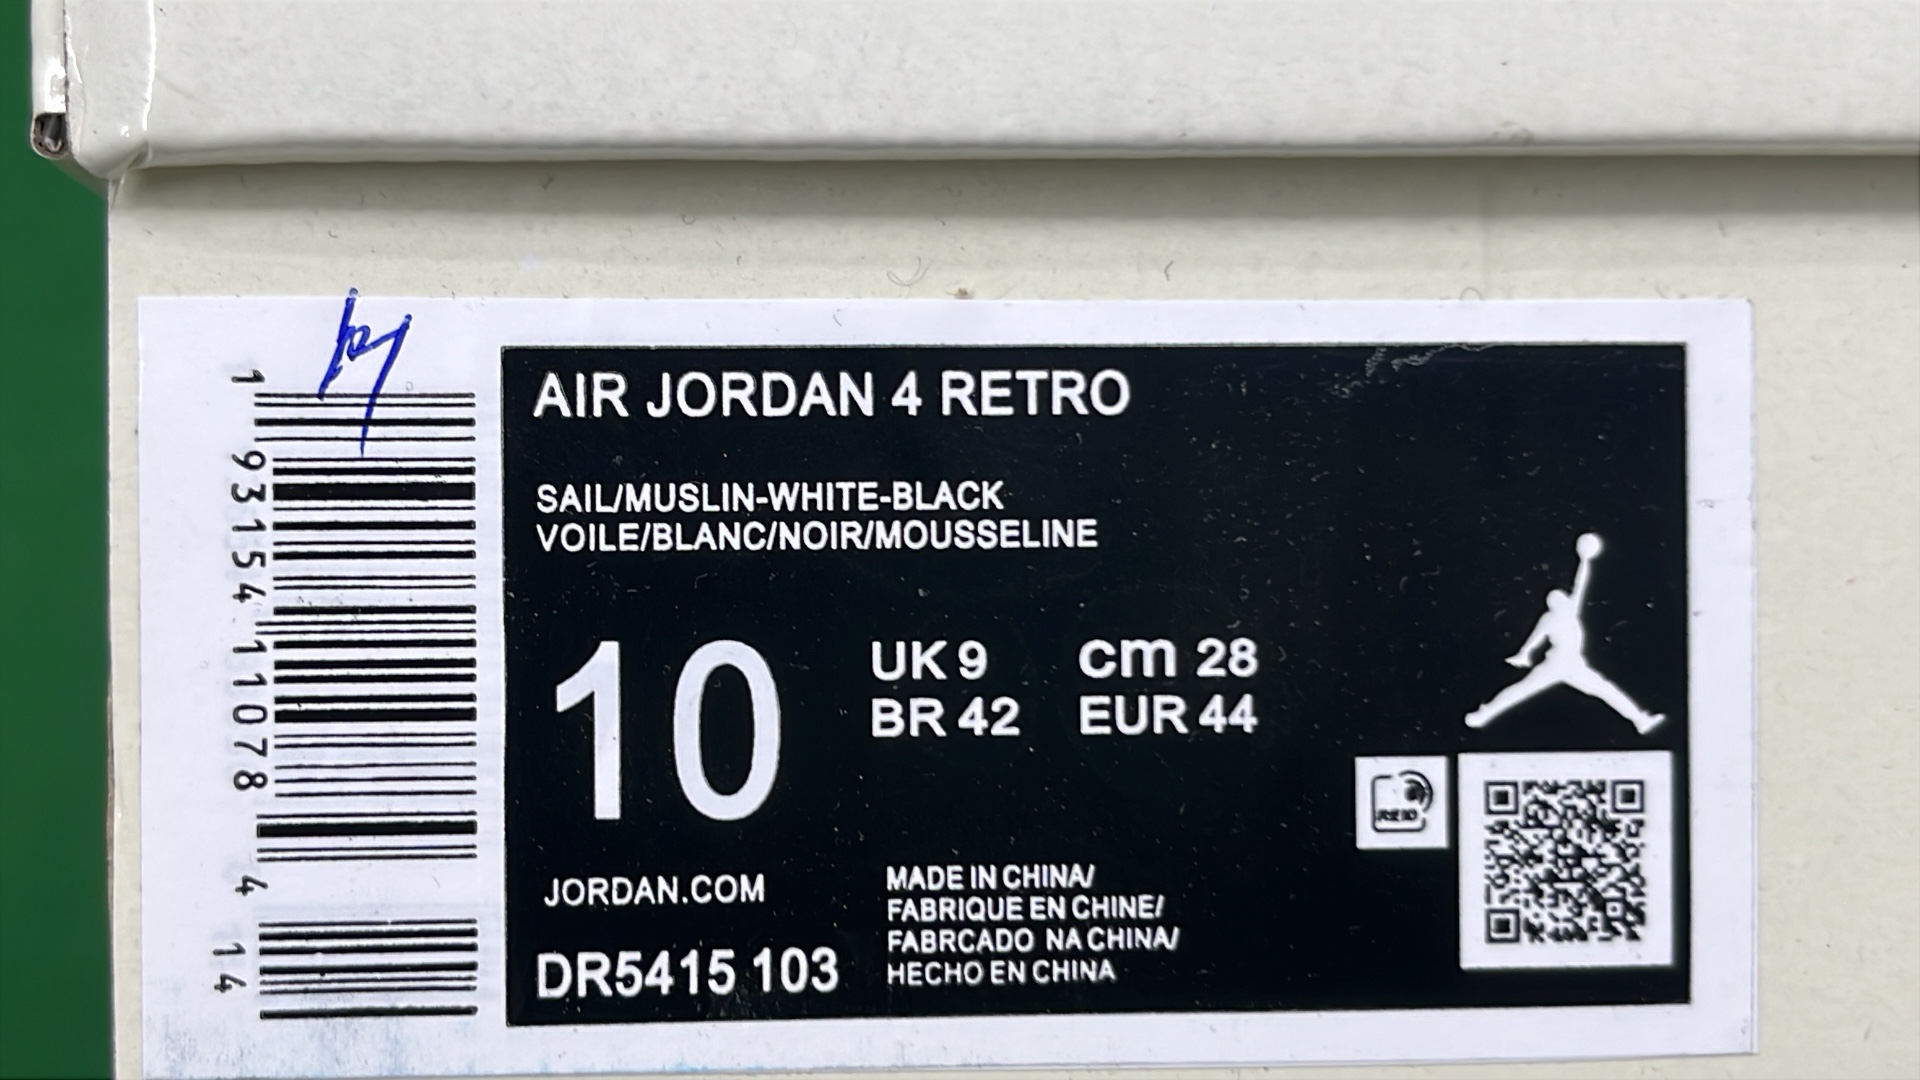 1 93154 11078 4 14
AIR JORDAN 4 RETRO
SAIL/MUSLIN-WHITE-BLACK
VOILE/BLANC/NOIR/MOUSSELINE
10
UK 9 cm 28
BR 42 EUR 44
RFID
JORDAN.COM
DR5415 103
MADE IN CHINA/
FABRIQUE EN CHINE/
FABRCADO NA CHINA/
HECHO EN CHINA